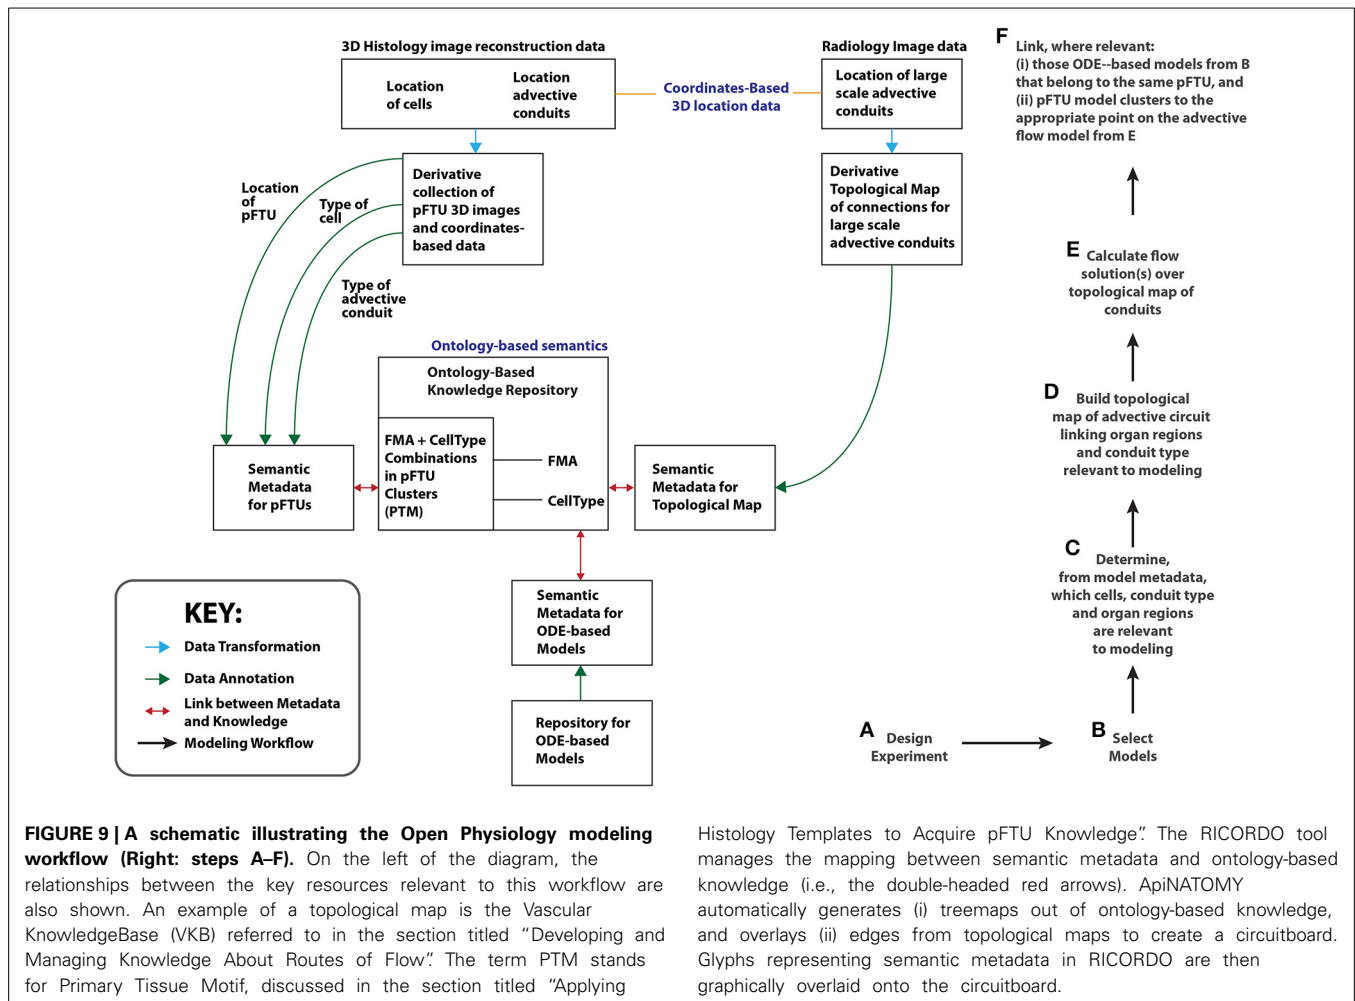 3D Histology image reconstruction data
Location
of cells
Location
advective
conduits
Coordinates-Based
3D location data
Radiology Image data
Location of large
scale advective
conduits
Derivative
collection of
pFTU 3D images
and coordinates-
based data
Derivative
Topological Map
of connections for
large scale
advective conduits
Location
of
pFTU
Type of
cell
Type of
advective
conduit
Ontology-based semantics
Ontology-Based
Knowledge Repository
FMA + CellType
Combinations
in pFTU
Clusters
(PTM)
FMA
CellType
Semantic
Metadata
for pFTUs
Semantic
Metadata for
Topological Map
Semantic
Metadata for
ODE-based
Models
Repository for
ODE-based
Models
KEY:
Data Transformation
Data Annotation
Link between Metadata
and Knowledge
Modeling Workflow
F
Link, where relevant:
(i) those ODE--based models from B
that belong to the same pFTU, and
(ii) pFTU model clusters to the
appropriate point on the advective
flow model from E
E
Calculate flow
solution(s) over
topological map of
conduits
D
Build topological
map of advective circuit
linking organ regions
and conduit type
relevant to modeling
C
Determine,
from model metadata,
which cells, conduit type
and organ regions
are relevant
to modeling
A
Design
Experiment
B
Select
Models
FIGURE 9 | A schematic illustrating the Open Physiology modeling
workflow (Right: steps A–F). On the left of the diagram, the
relationships between the key resources relevant to this workflow are
also shown. An example of a topological map is the Vascular
KnowledgeBase (VKB) referred to in the section titled “Developing and
Managing Knowledge About Routes of Flow”. The term PTM stands
for Primary Tissue Motif, discussed in the section titled “Applying
Histology Templates to Acquire pFTU Knowledge”. The RICORDO tool
manages the mapping between semantic metadata and ontology-based
knowledge (i.e., the double-headed red arrows). ApiNATOMY
automatically generates (i) treemaps out of ontology-based knowledge,
and overlays (ii) edges from topological maps to create a circuitboard.
Glyphs representing semantic metadata in RICORDO are then
graphically overlaid onto the circuitboard.